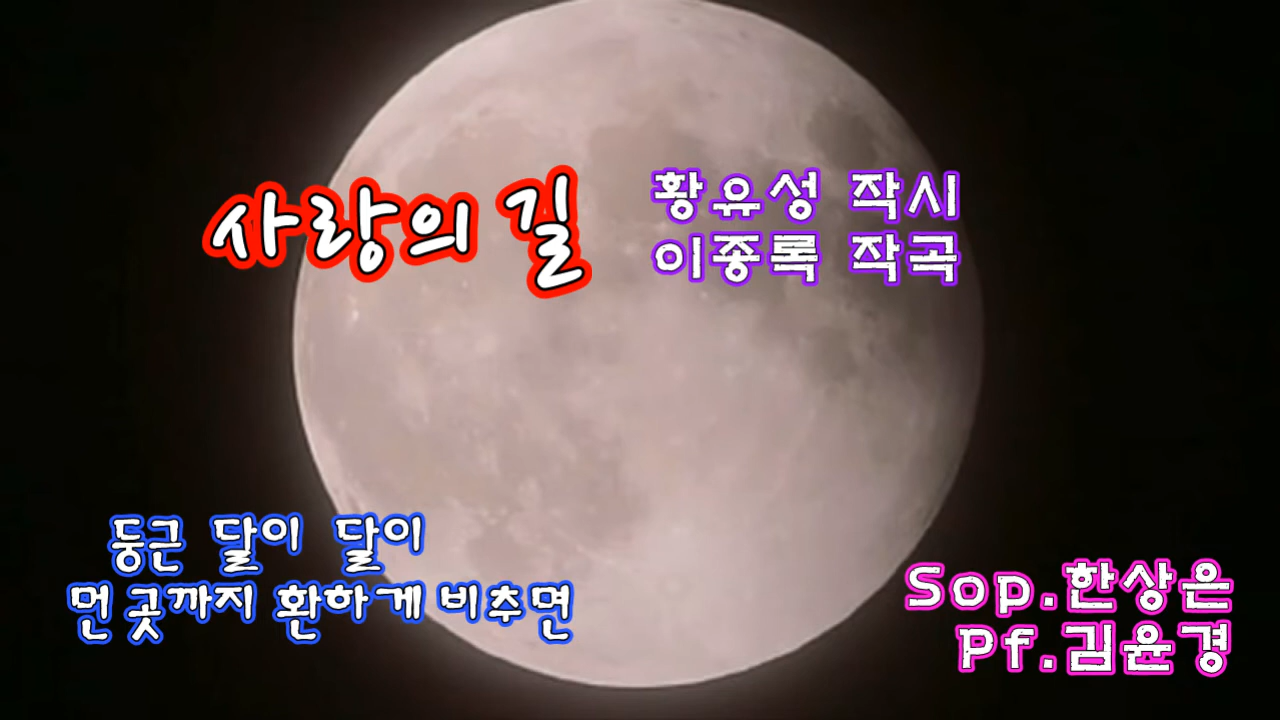 사랑의 길
황유성 작시
이종록 작곡
둥근 달이 달이
먼 곳까지 환하게 비추면
Sop.한상은
Pf.김윤경